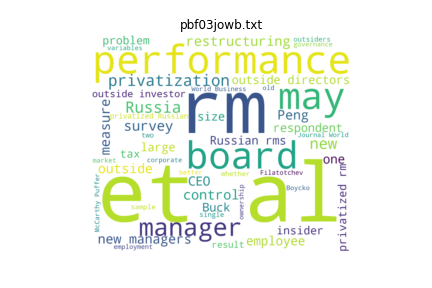 pbf03jowb.txt
problem
restructuring
outsiders
variables
governance
performance
privatization
outside directors
World Business
old
outside investor
rm
may
Russia
privatized Russian
size
Peng
Journal World
measure
survey
respondent
two
Russian rms
new
tax
large
board
one
market
corporate
better
whether
Filatotchev
outside
et al
CEO
control
Boycko
privatized rm
McCarthy Puffer
sample
Buck
single
ownership
manager
insider
new managers
employee
employment
result